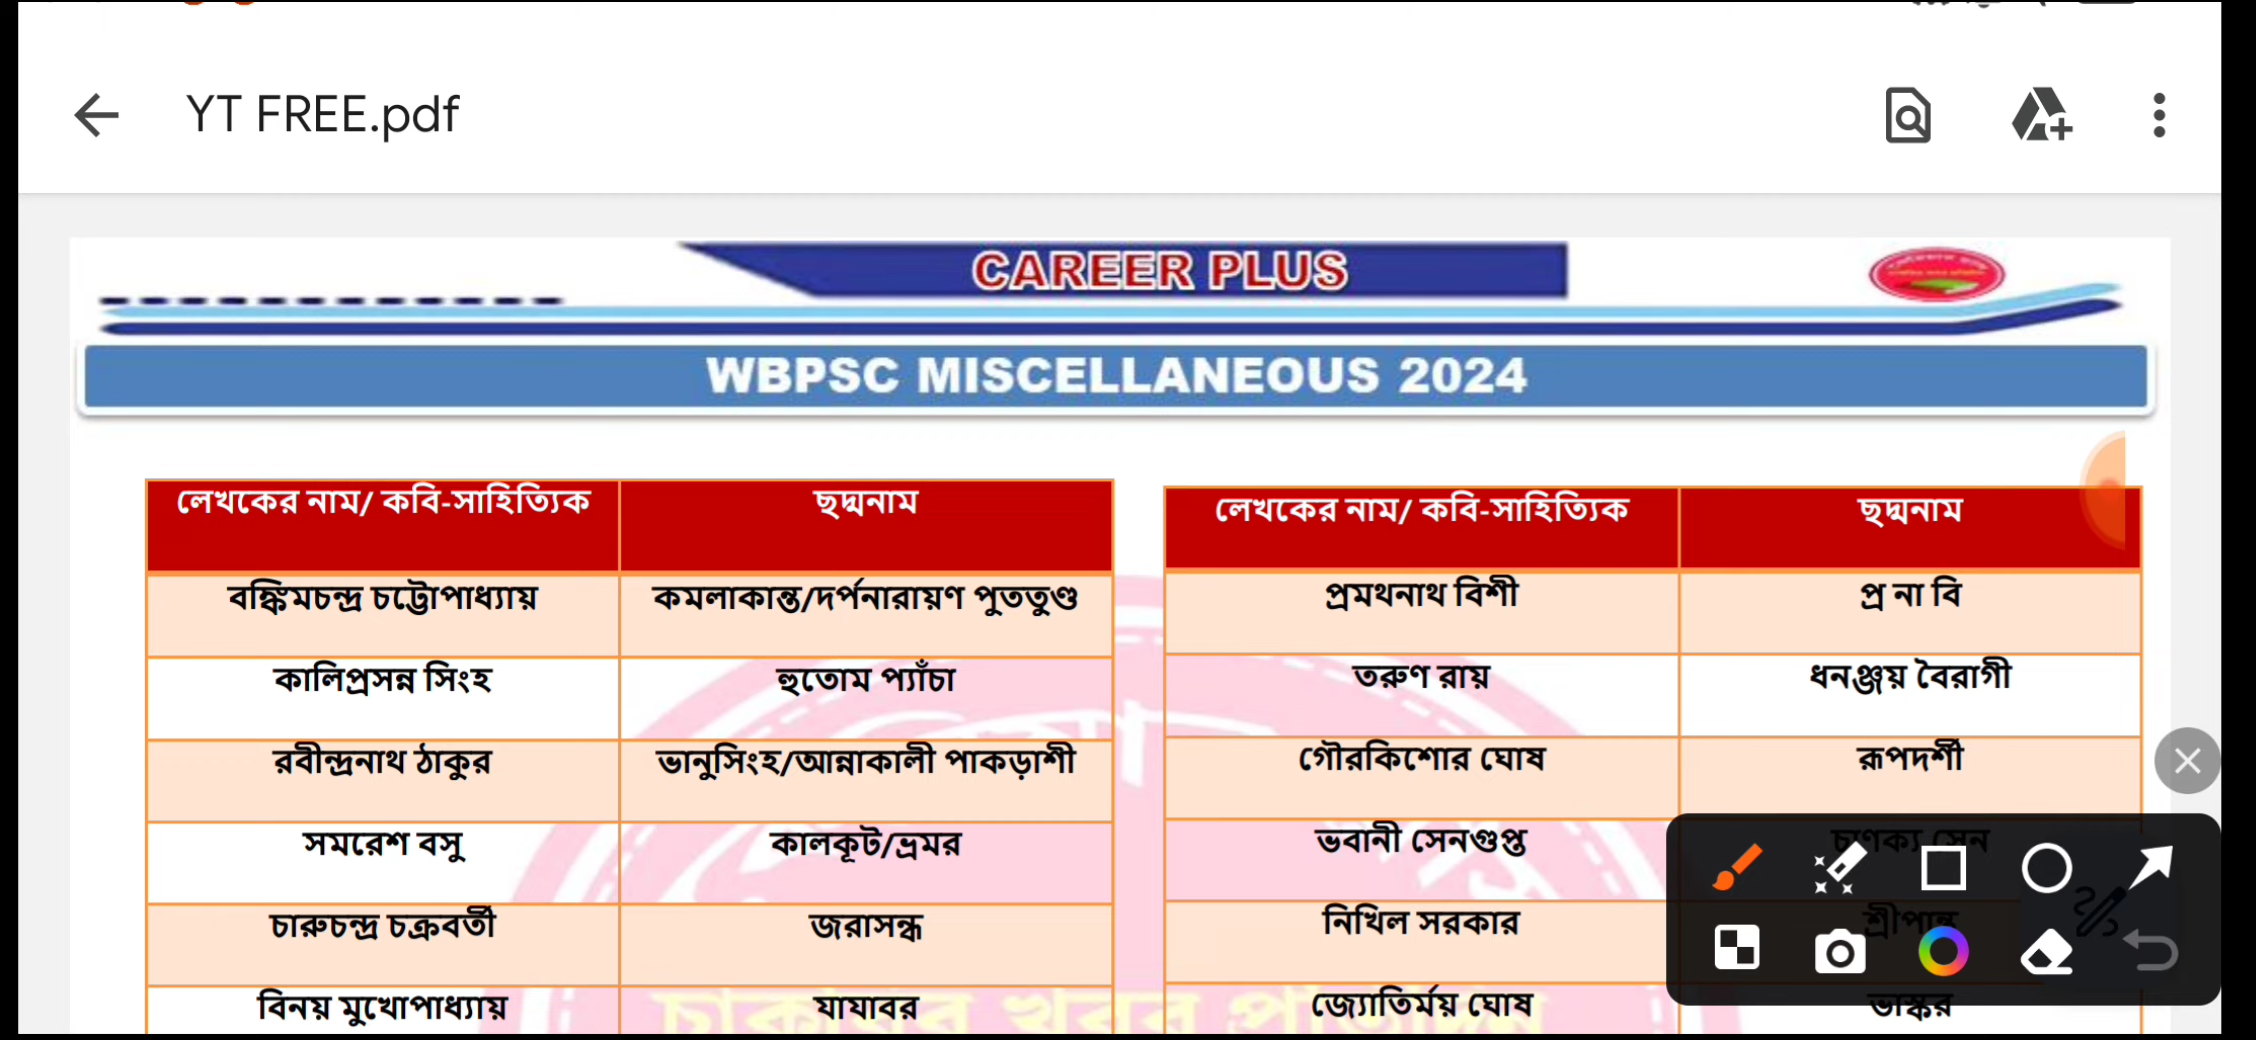 YT FREE.pdf
CAREER PLUS
WBPSC MISCELLANEOUS 2024
লেখকের নাম/ কবি-সাহিত্যিক ছদ্মনাম
বঙ্কিমচন্দ্র চট্টোপাধ্যায় কমলাকান্ত/দর্পনারায়ণ পুততুণ্ড
কালিপ্রসন্ন সিংহ হুতোম প্যাঁচা
রবীন্দ্রনাথ ঠাকুর ভানুসিংহ/আন্নাকালী পাকড়াশী
সমরেশ বসু কালকূট/ভ্রমর
চারুচন্দ্র চক্রবর্তী জরাসন্ধ
বিনয় মুখোপাধ্যায় যাযাবর
লেখকের নাম/ কবি-সাহিত্যিক ছদ্মনাম
প্রমথনাথ বিশী প্র না বি
তরুণ রায় ধনঞ্জয় বৈরাগী
গৌরকিশোর ঘোষ রূপদর্শী
ভবানী সেনগুপ্ত চাণক্য সেন
নিখিল সরকার শ্রীপান্থ
জ্যোতির্ময় ঘোষ ভাস্কর